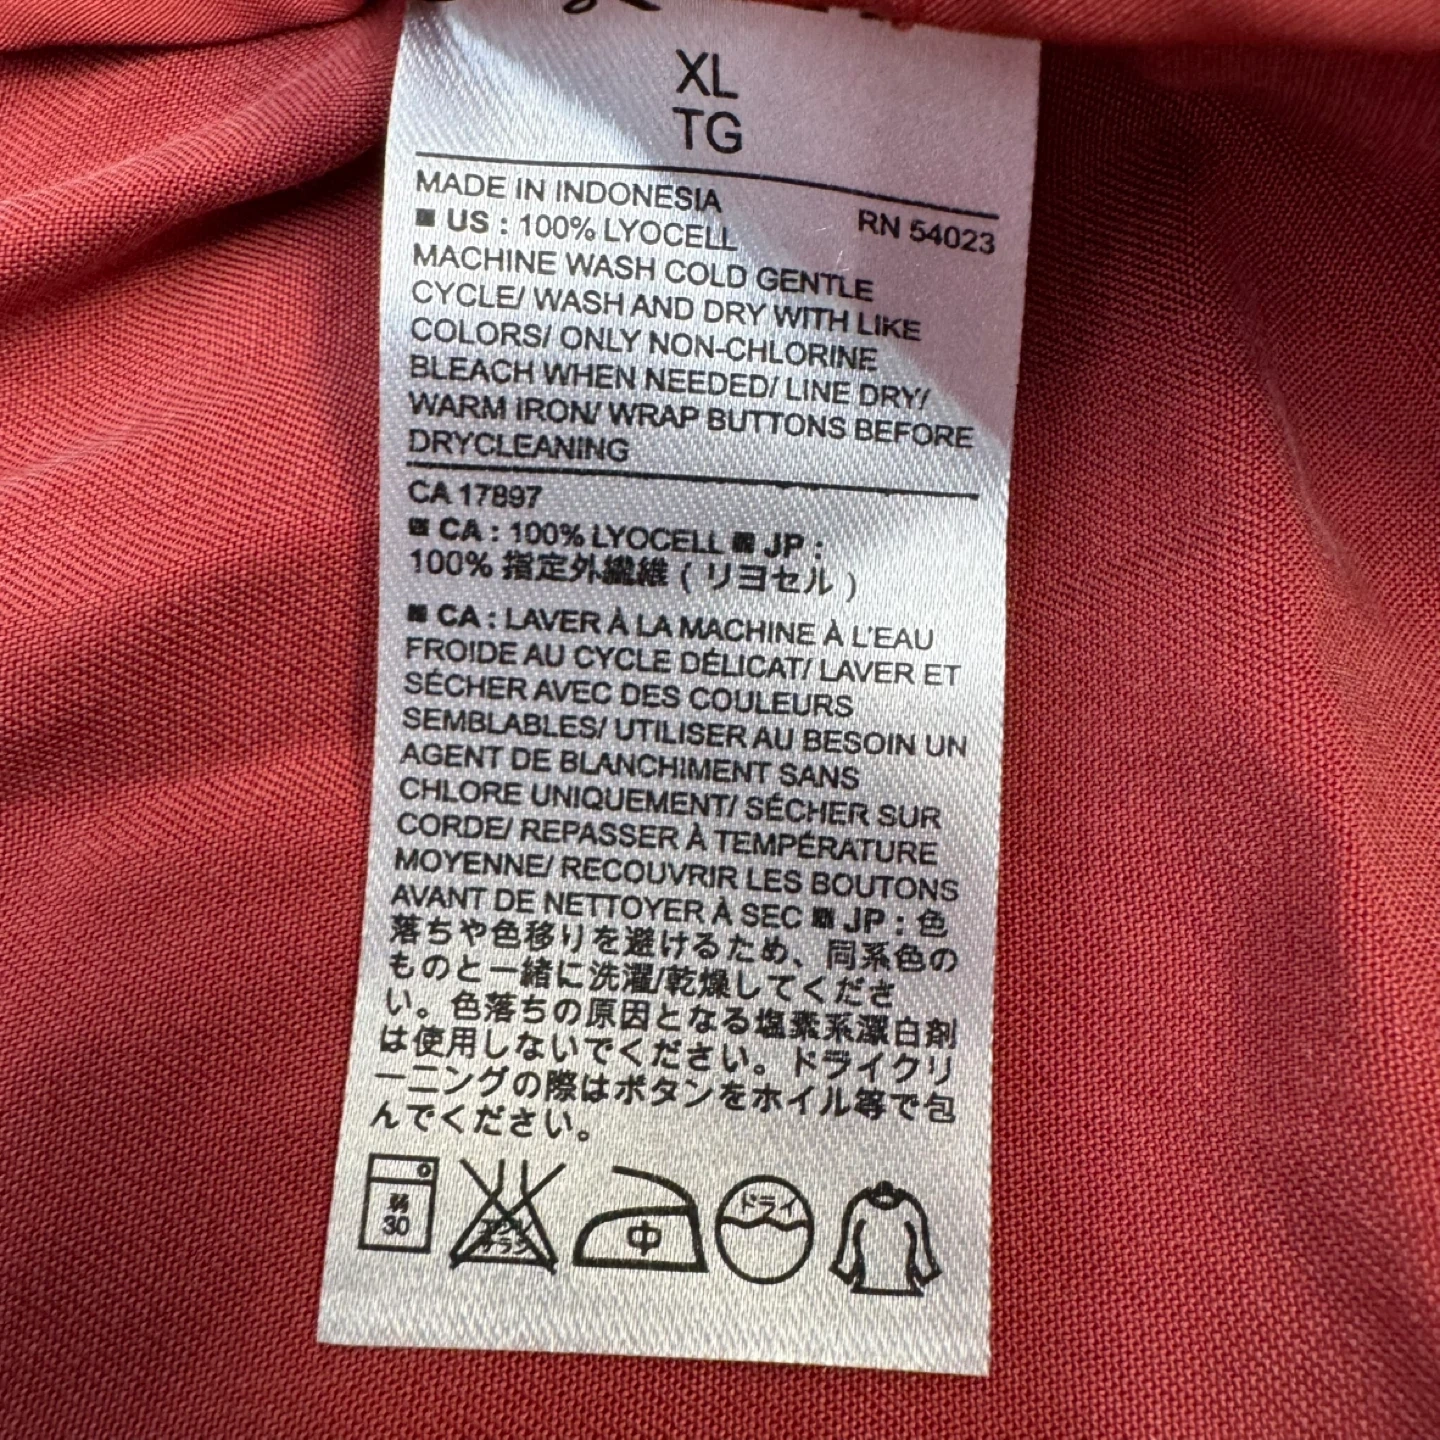 XL
TG
MADE IN INDONESIA
RN 54023
■ US : 100% LYOCELL
MACHINE WASH COLD GENTLE
CYCLE/ WASH AND DRY WITH LIKE
COLORS/ ONLY NON-CHLORINE
BLEACH WHEN NEEDED/ LINE DRY/
WARM IRON/ WRAP BUTTONS BEFORE
DRYCLEANING
CA 17897
■ CA : 100% LYOCELL ■ JP :
100% 指定外繊維 ( リヨセル )
■ CA : LAVER À LA MACHINE À L'EAU
FROIDE AU CYCLE DÉLICAT/ LAVER ET
SÉCHER AVEC DES COULEURS
SEMBLABLES/ UTILISER AU BESOIN UN
AGENT DE BLANCHIMENT SANS
CHLORE UNIQUEMENT/ SÉCHER SUR
CORDE/ REPASSER À TEMPÉRATURE
MOYENNE/ RECOUVRIR LES BOUTONS
AVANT DE NETTOYER À SEC ■ JP : 色
落ちや色移りを避けるため、同系色の
ものと一緒に洗濯/乾燥してくださ
い。色落ちの原因となる塩素系漂白剤
は使用しないでください。ドライクリ
ーニングの際はボタンをホイル等で包
んでください。
弱
30
エンソ
サラシ
中
ドライ